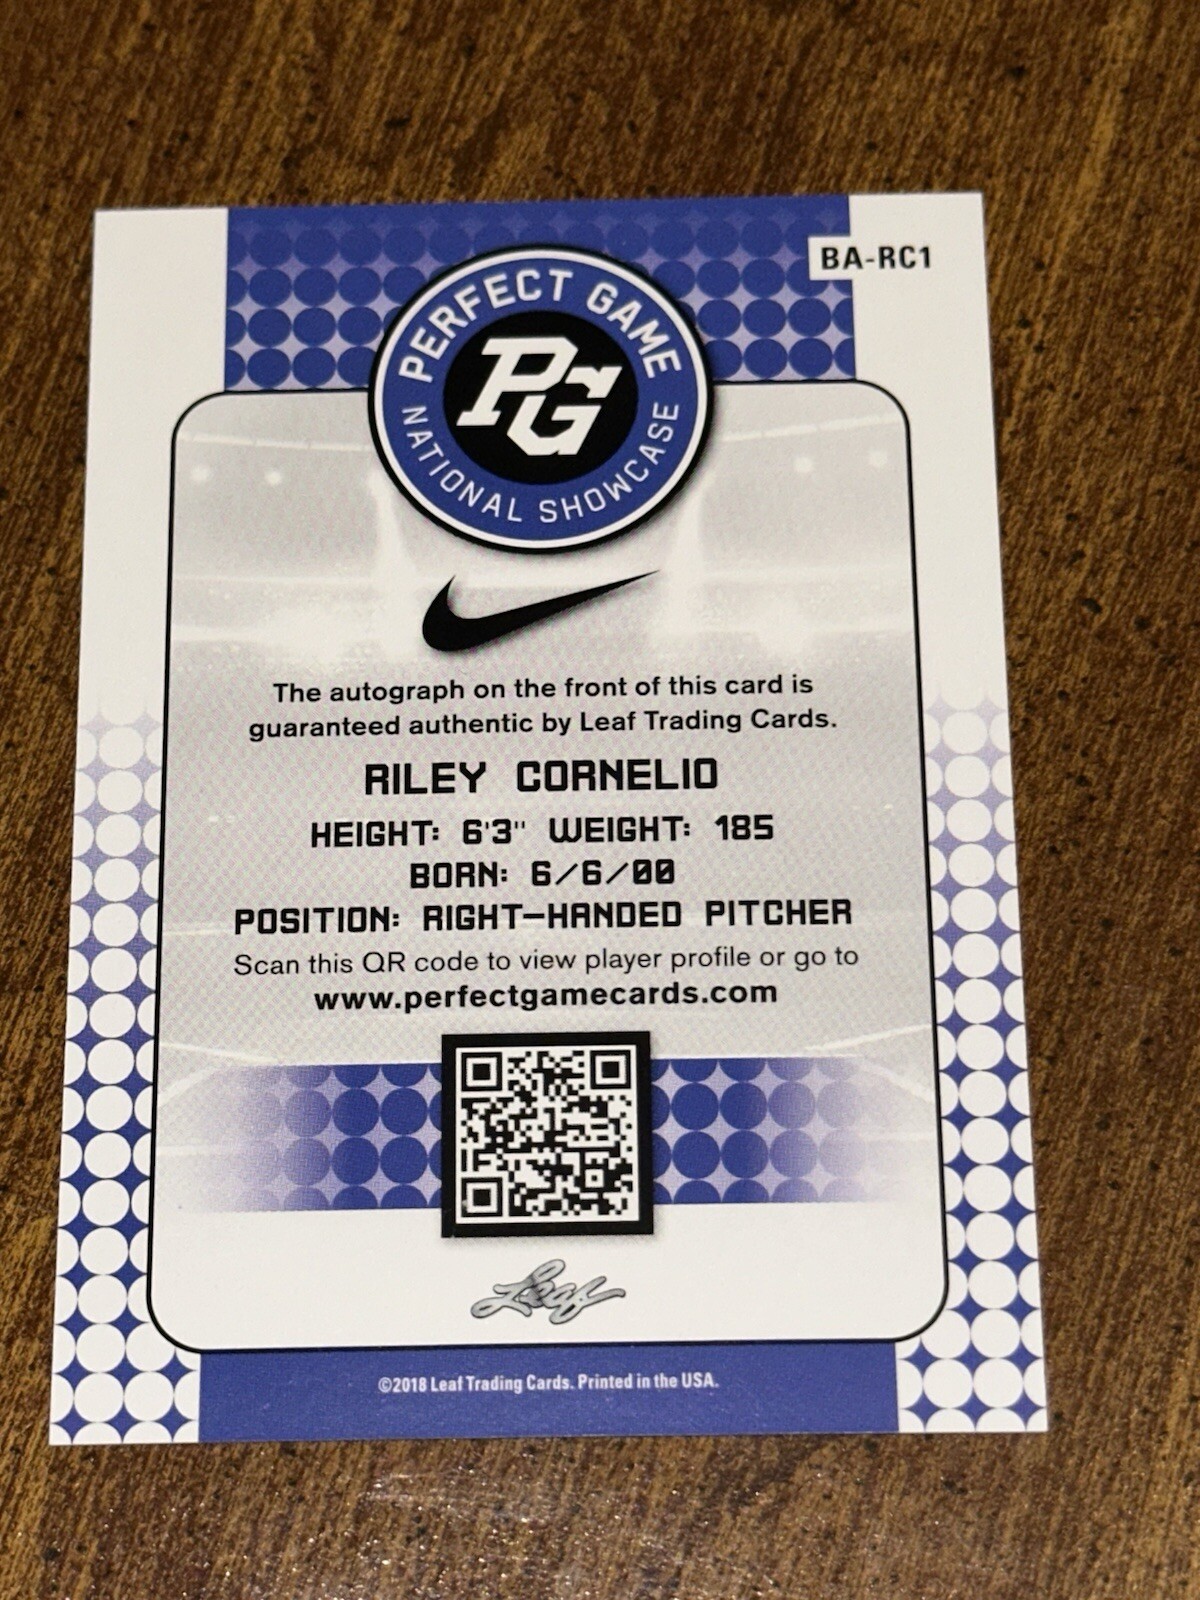 BA-RC1
PERFECT GAME
PG
NATIONAL SHOWCASE
The autograph on the front of this card is
guaranteed authentic by Leaf Trading Cards.
RILEY CORNELIO
HEIGHT: 6'3" WEIGHT: 185
BORN: 6/6/00
POSITION: RIGHT-HANDED PITCHER
Scan this QR code to view player profile or go to
www.perfectgamecards.com
Leaf
©2018 Leaf Trading Cards. Printed in the USA.